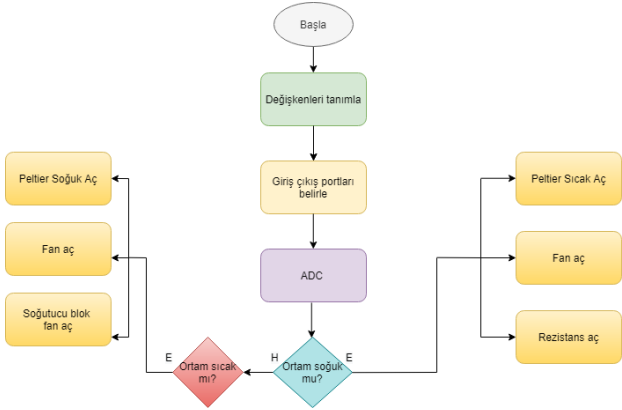 Başla
Değişkenleri tanımla
Giriş çıkış portları
belirle
ADC
Ortam soğuk
mu?
H
E
Ortam sıcak
mı?
E
Peltier Soğuk Aç
Fan aç
Soğutucu blok
fan aç
Peltier Sıcak Aç
Fan aç
Rezistans aç